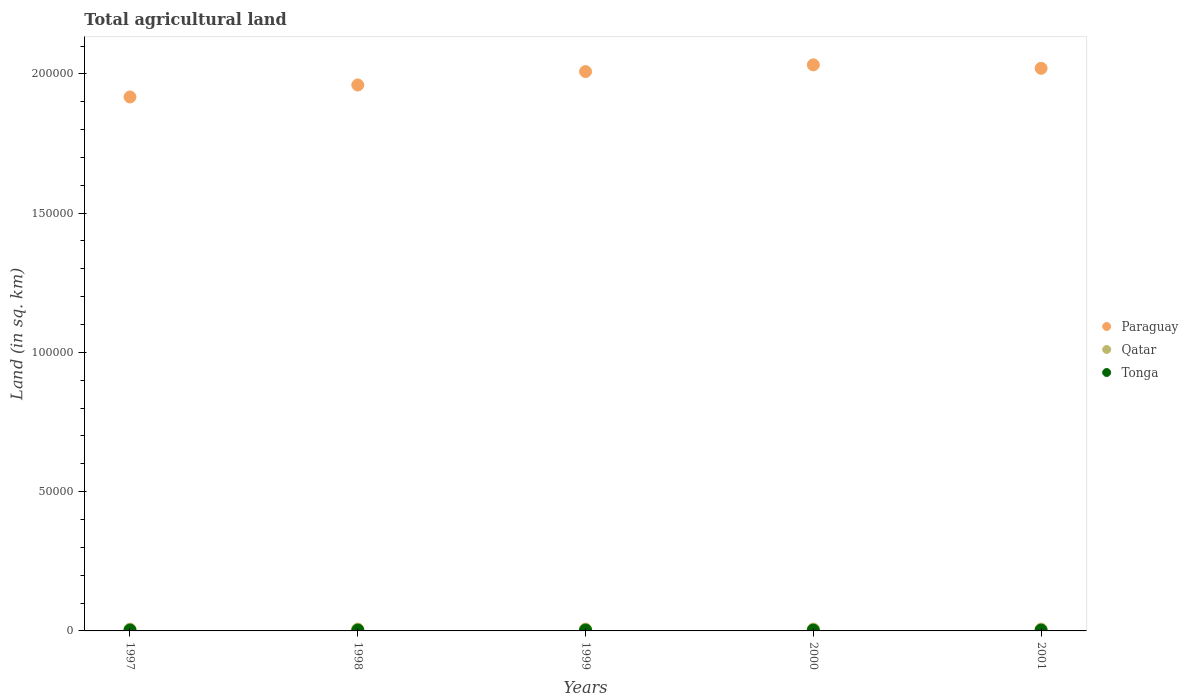 Total agricultural land
Land (in sq. km)
200000
150000
100000
50000
0
1997
1998
1999
2000
2001
Years
Paraguay
Qatar
Tonga